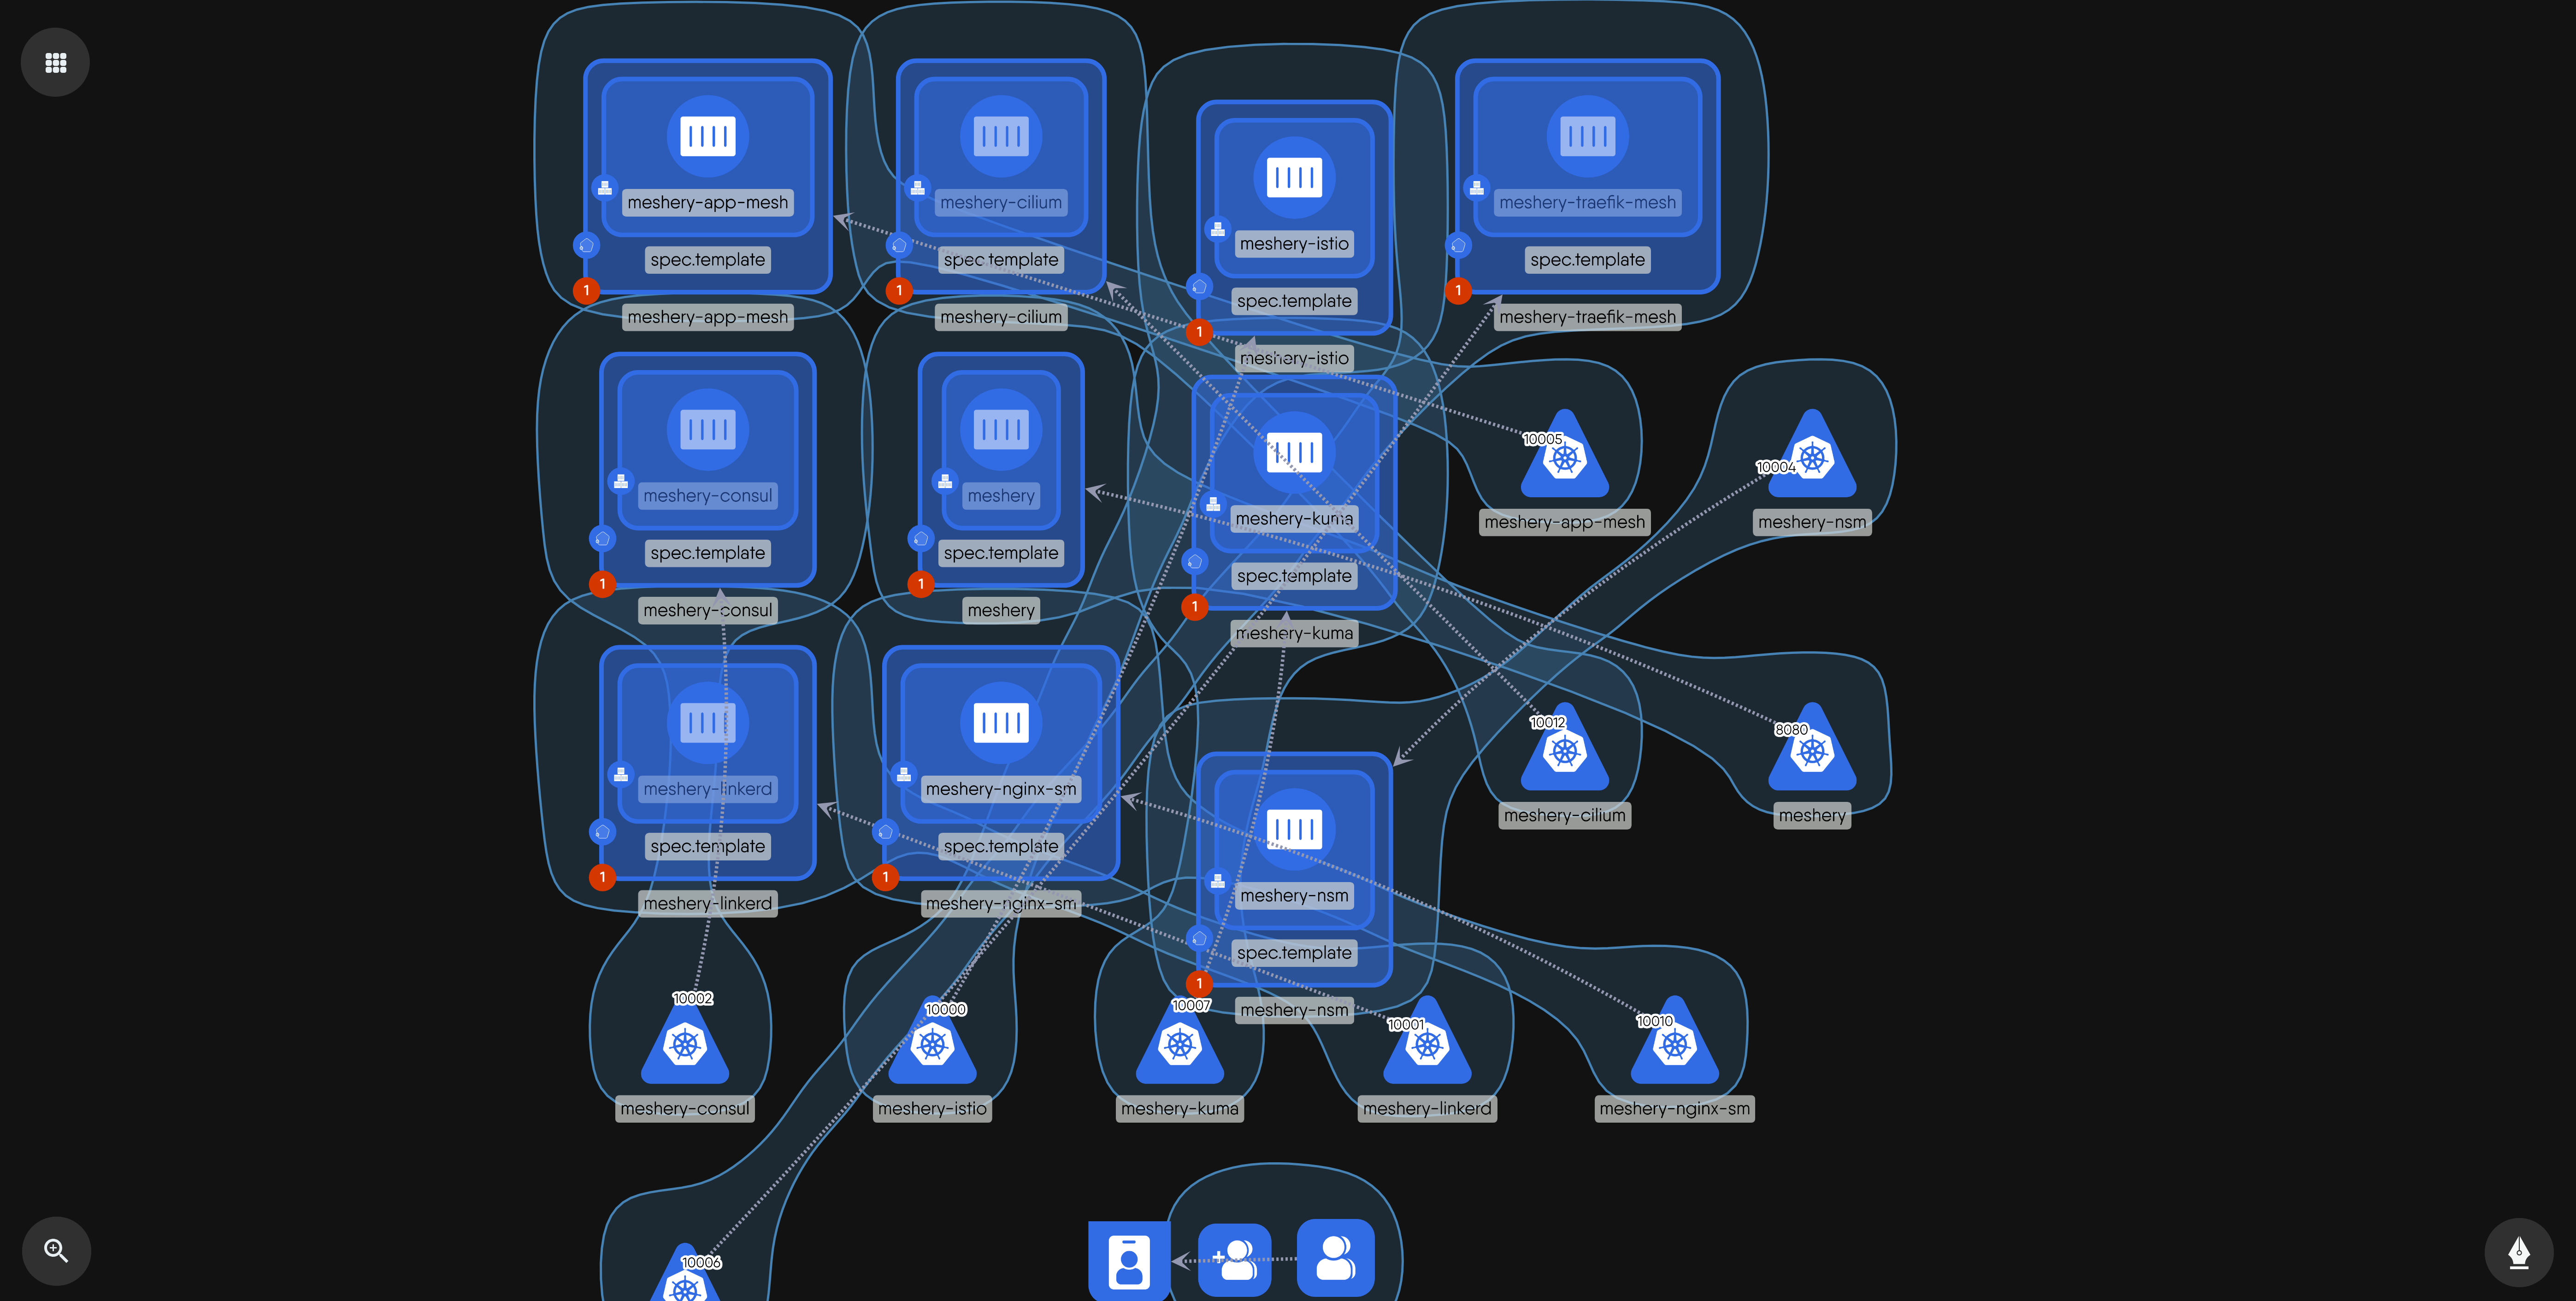 meshery-app-mesh
spec.template
1
meshery-app-mesh
meshery-cilium
spec.template
1
meshery-cilium
meshery-istio
spec.template
1
meshery-istio
meshery-traefik-mesh
spec.template
1
meshery-traefik-mesh
meshery-consul
spec.template
1
meshery-consul
meshery
spec.template
1
meshery
meshery-kuma
spec.template
1
meshery-kuma
10005
meshery-app-mesh
10004
meshery-nsm
meshery-linkerd
spec.template
1
meshery-linkerd
meshery-nginx-sm
spec.template
1
meshery-nginx-sm
meshery-nsm
spec.template
1
meshery-nsm
10012
meshery-cilium
8080
meshery
10002
meshery-consul
10000
meshery-istio
10007
meshery-kuma
10001
meshery-linkerd
10010
meshery-nginx-sm
10006